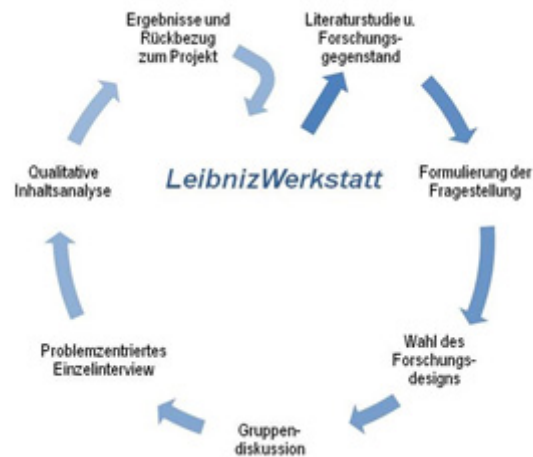 Ergebnisse und
Rückbezug
zum Projekt
Literaturstudie u.
Forschungs-
gegenstand
Qualitative
Inhaltsanalyse
LeibnizWerkstatt
Formulierung der
Fragestellung
Problemzentriertes
Einzelinterview
Wahl des
Forschungs-
designs
Gruppen-
diskussion